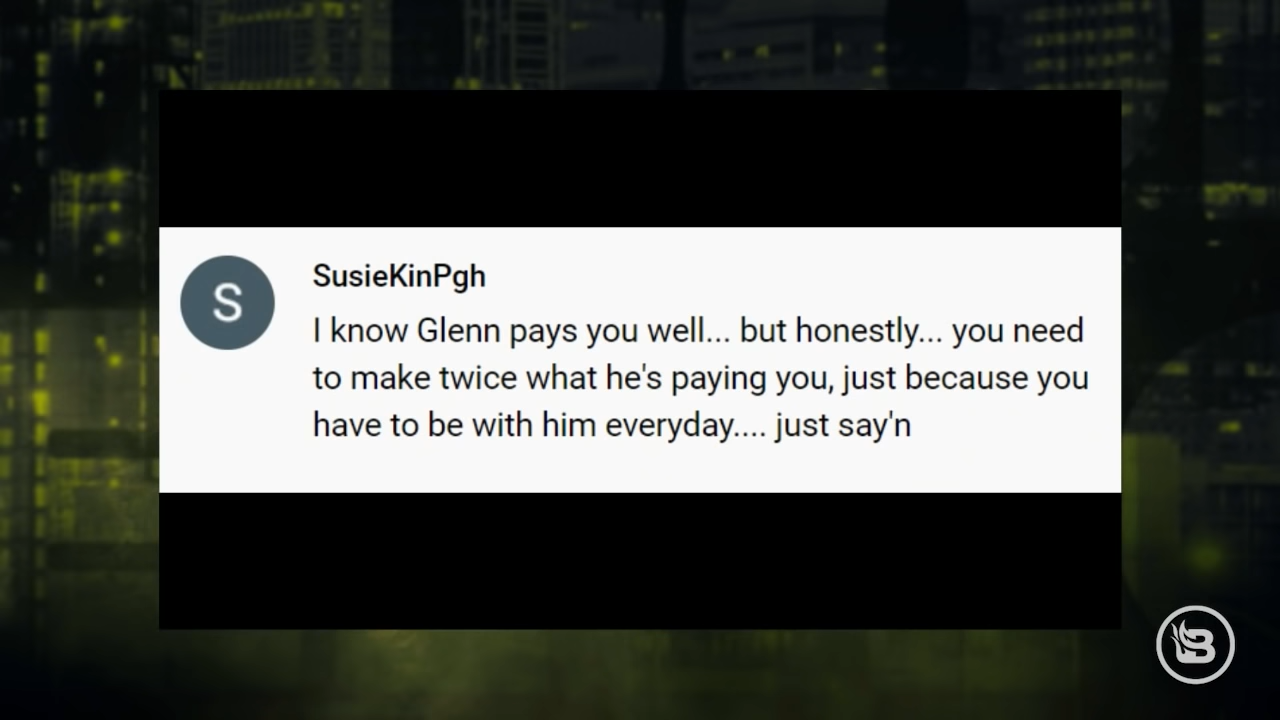 S
SusieKinPgh
I know Glenn pays you well... but honestly... you need
to make twice what he's paying you, just because you
have to be with him everyday.... just say'n
B